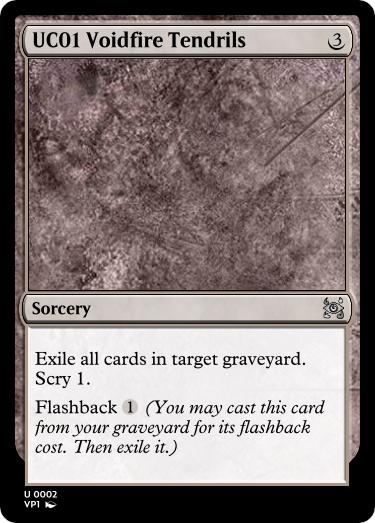 UC01 Voidfire Tendrils 3
Sorcery
Exile all cards in target graveyard.
Scry 1.
Flashback 1 (You may cast this card
from your graveyard for its flashback
cost. Then exile it.)
U 0002
VP1